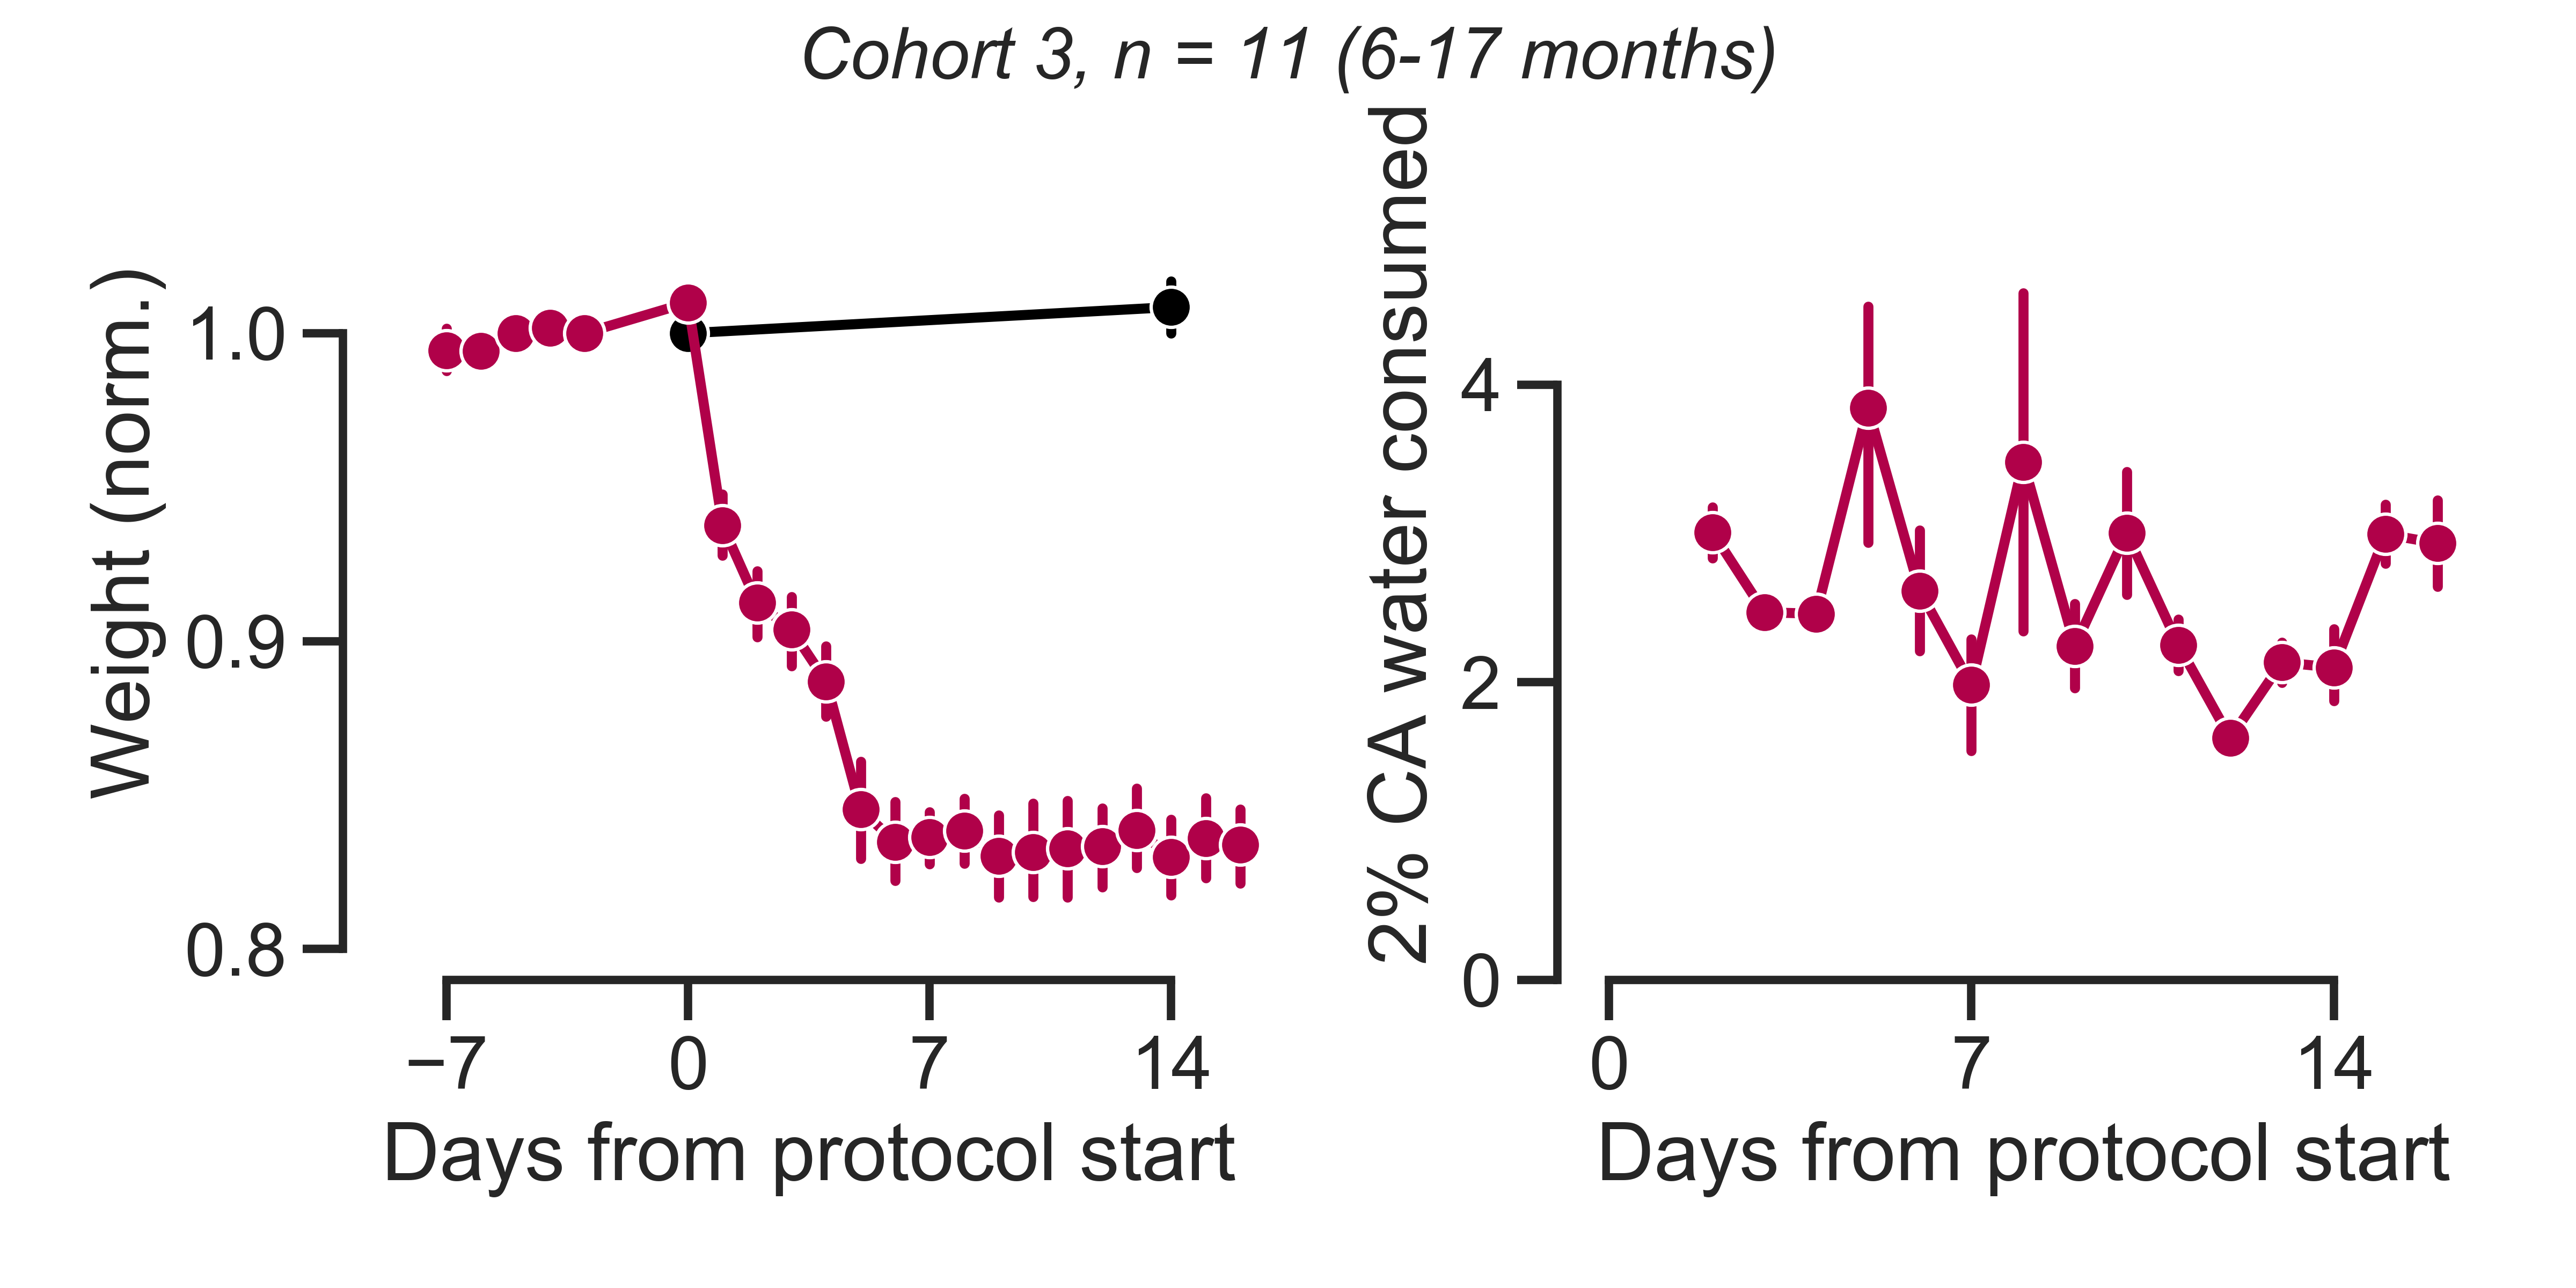 Cohort 3, n = 11 (6-17 months)
Weight (norm.)
1.0
0.9
0.8
−7 0 7 14
Days from protocol start
2% CA water consumed
4
2
0
0 7 14
Days from protocol start